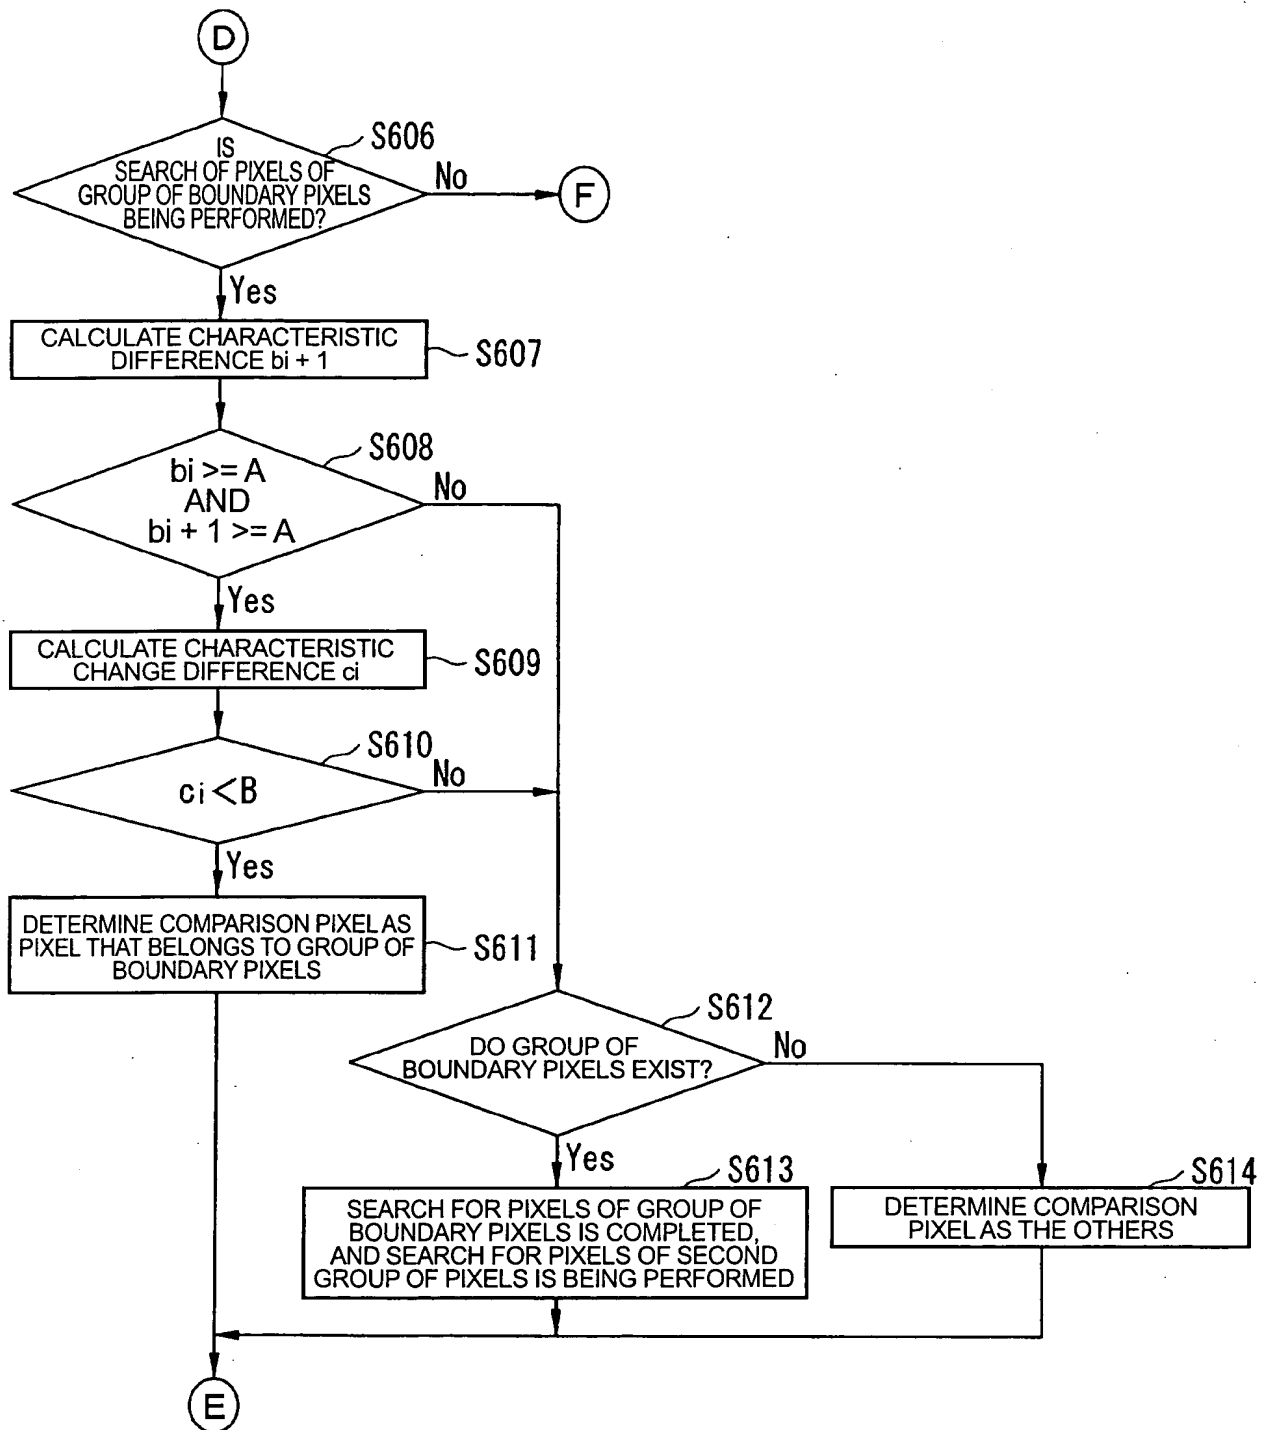 D
S606
IS
SEARCH OF PIXELS OF
GROUP OF BOUNDARY PIXELS
BEING PERFORMED?
No
F
Yes
CALCULATE CHARACTERISTIC
DIFFERENCE bi + 1
S607
S608
bi >= A
AND
bi + 1 >= A
No
Yes
CALCULATE CHARACTERISTIC
CHANGE DIFFERENCE ci
S609
S610
ci<B
No
Yes
DETERMINE COMPARISON PIXEL AS
PIXEL THAT BELONGS TO GROUP OF
BOUNDARY PIXELS
S611
S612
DO GROUP OF
BOUNDARY PIXELS EXIST?
No
Yes
S613
SEARCH FOR PIXELS OF GROUP OF
BOUNDARY PIXELS IS COMPLETED,
AND SEARCH FOR PIXELS OF SECOND
GROUP OF PIXELS IS BEING PERFORMED
S614
DETERMINE COMPARISON
PIXEL AS THE OTHERS
E